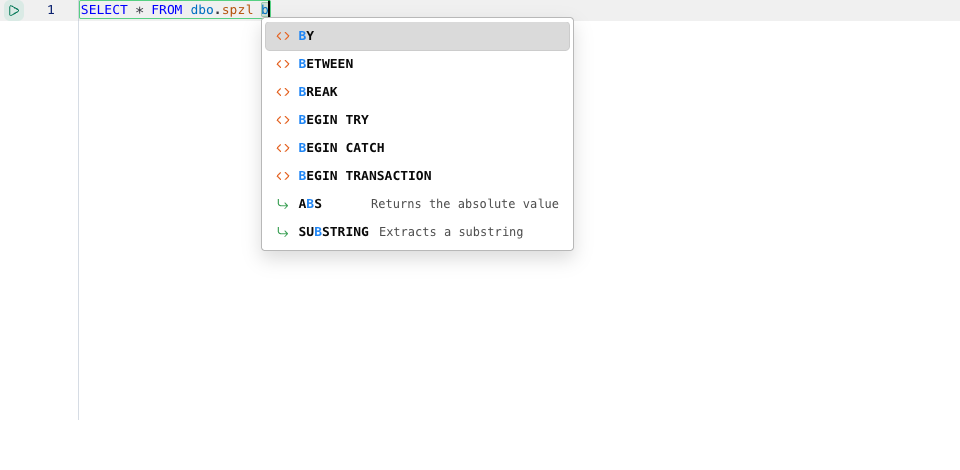 1 SELECT * FROM dbo.spzl b
BY
BETWEEN
BREAK
BEGIN TRY
BEGIN CATCH
BEGIN TRANSACTION
ABS Returns the absolute value
SUBSTRING Extracts a substring